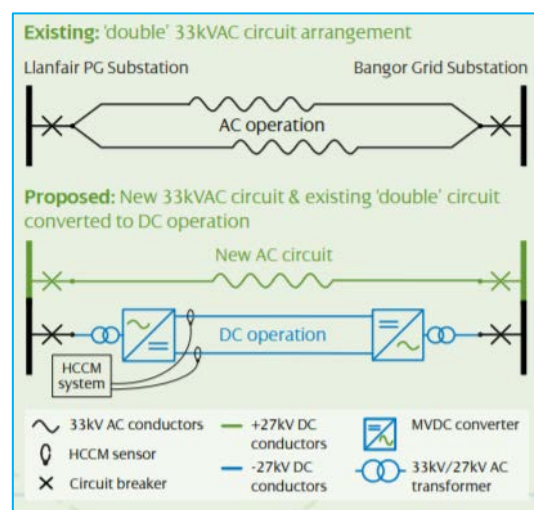 Existing: 'double' 33kVAC circuit arrangement
Llanfair PG Substation Bangor Grid Substation
AC operation
Proposed: New 33kVAC circuit & existing 'double' circuit
converted to DC operation
New AC circuit
DC operation
HCCM
system
33kV AC conductors
HCCM sensor
Circuit breaker
+27kV DC
conductors
-27kV DC
conductors
MVDC converter
33kV/27kV AC
transformer